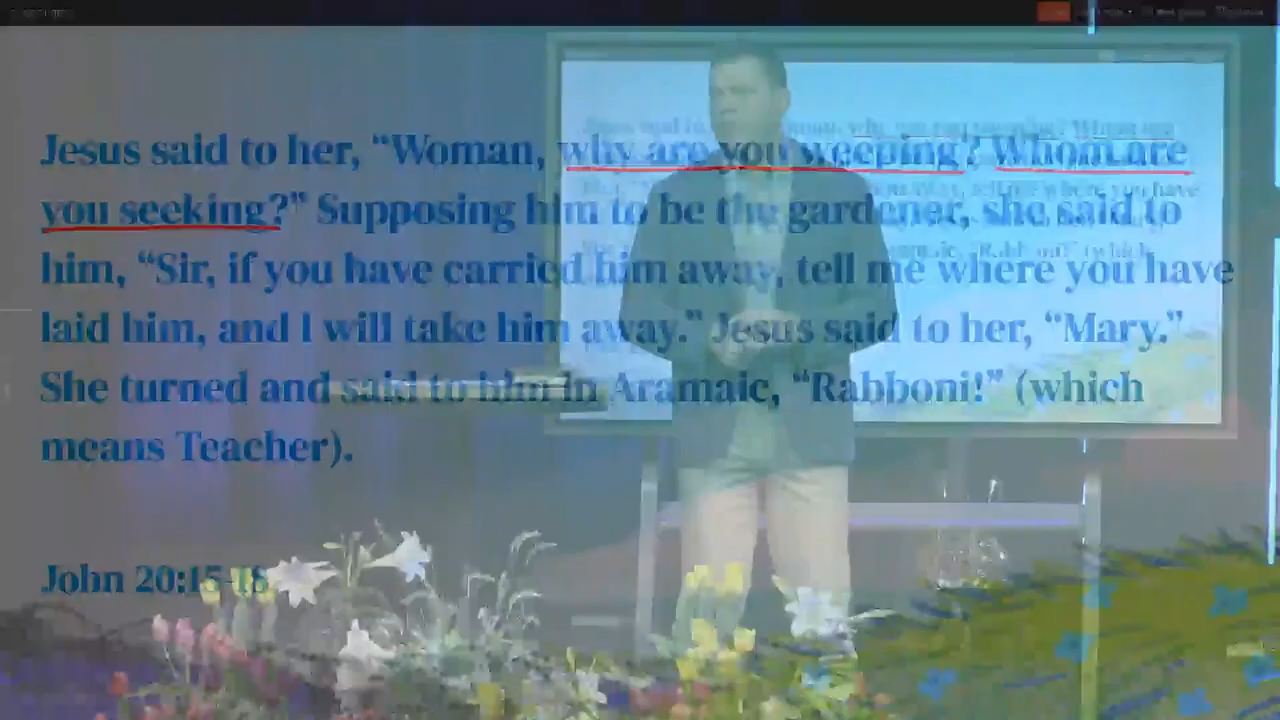 Jesus said to her, “Woman, why are you weeping? Whom are
you seeking?” Supposing him to be the gardener, she said to
him, “Sir, if you have carried him away, tell me where you have
laid him, and I will take him away.” Jesus said to her, “Mary.”
She turned and said to him in Aramaic, “Rabboni!” (which
means Teacher).
John 20:15-18